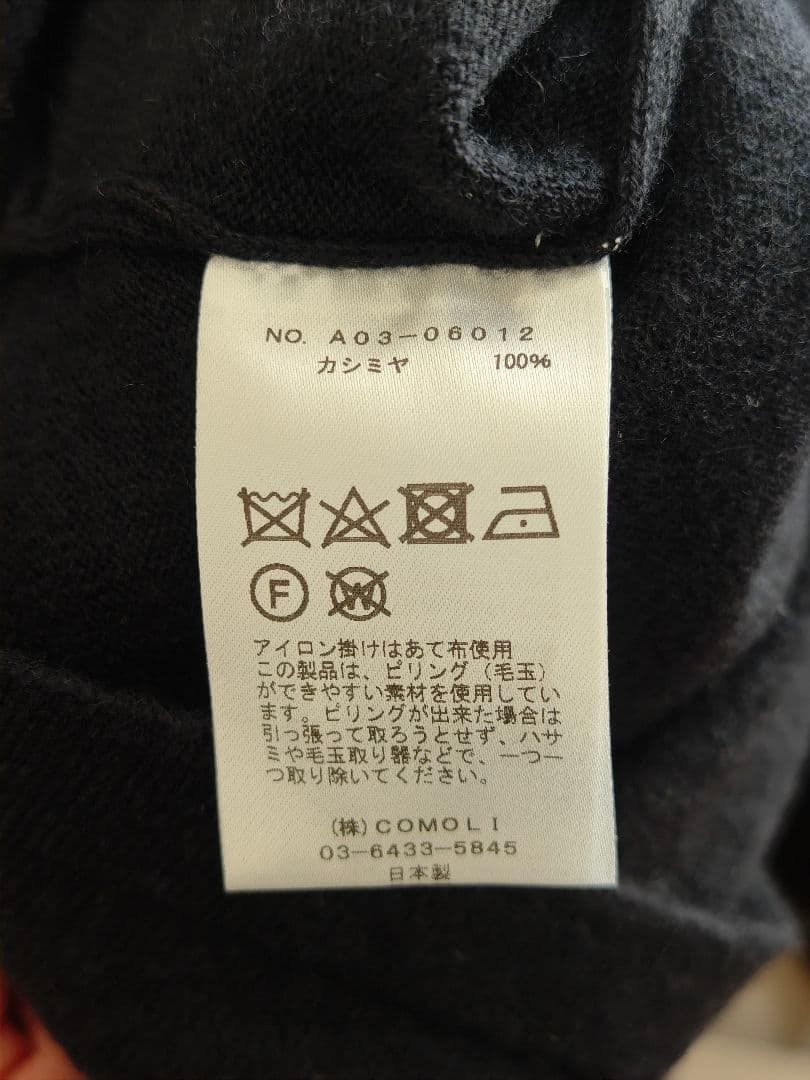 NO. A03-06012
カシミヤ 100%
F
W
アイロン掛けはあて布使用
この製品は、ピリング（毛玉）
ができやすい素材を使用してい
ます。ピリングが出来た場合は
引っ張って取ろうとせず、ハサ
ミや毛玉取り器などで、一つ一
つ取り除いてください。
(株)COMOLI
03-6433-5845
日本製